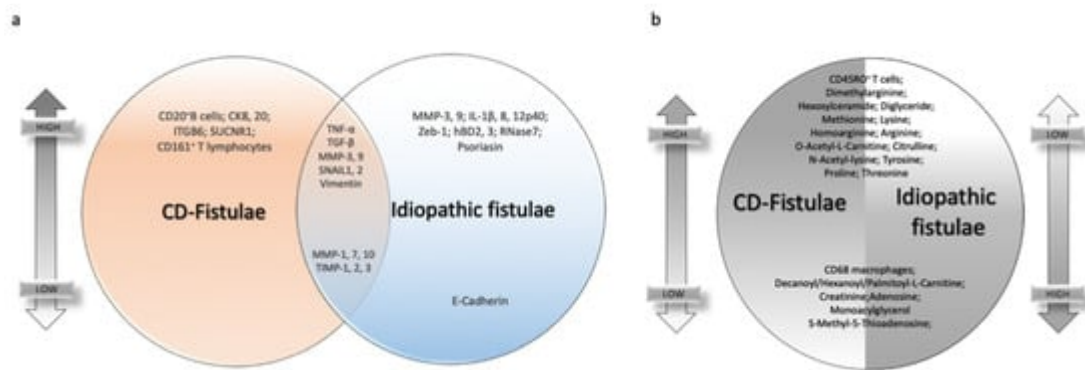 a
HIGH
LOW
CD20⁺B cells; CK8, 20;
ITGB6; SUCNR1;
CD161⁺ T lymphocytes
CD-Fistulae
TNF-α
TGF-β
MMP-3, 9
SNAIL1, 2
Vimentin
MMP-1, 7, 10
TIMP-1, 2, 3
MMP-3, 9; IL-1β, 8, 12p40;
Zeb-1; hBD2, 3; RNase7;
Psoriasin
Idiopathic fistulae
E-Cadherin
b
HIGH
LOW
CD45RO⁺ T cells;
Dimethylarginine;
Hexosylceramide; Diglyceride;
Methionine; Lysine;
Homoarginine; Arginine;
O-Acetyl-L-Carnitine; Citrulline;
N-Acetyl-lysine; Tyrosine;
Proline; Threonine
CD-Fistulae
Idiopathic
fistulae
CD68 macrophages;
Decanoyl/Hexanoyl/Palmitoyl-L-Carnitine;
Creatinine;Adenosine;
Monoacylglycerol
5-Methyl-5-Thioadenosine;
LOW
HIGH